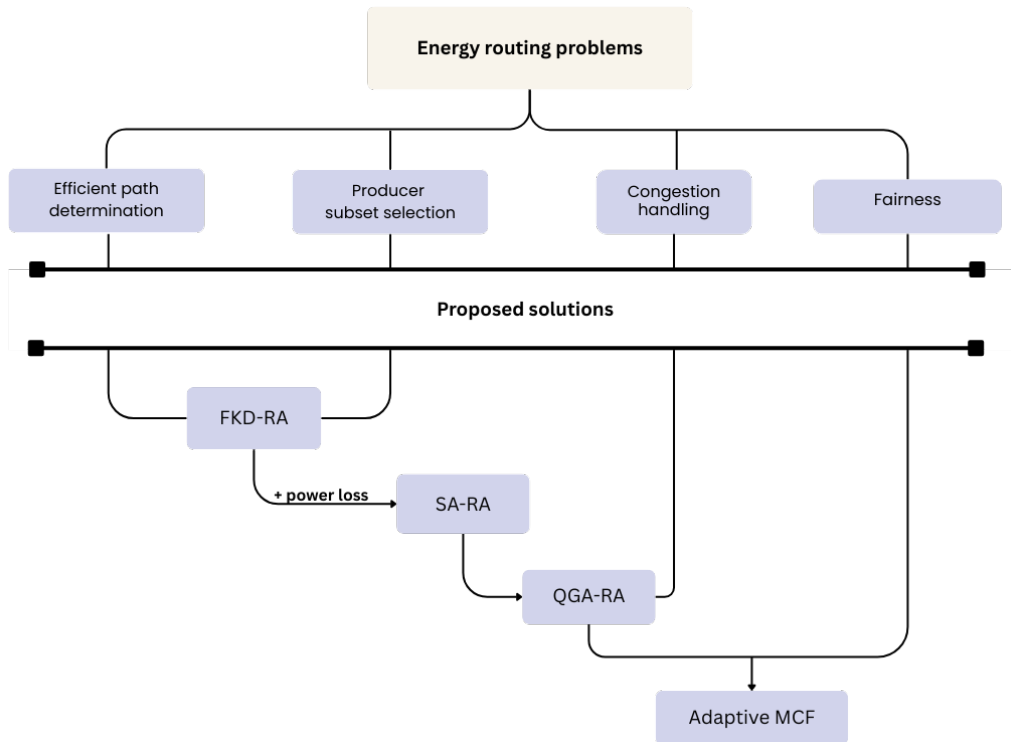 Energy routing problems
Efficient path
determination
Producer
subset selection
Congestion
handling
Fairness
Proposed solutions
FKD-RA
+ power loss
SA-RA
QGA-RA
Adaptive MCF